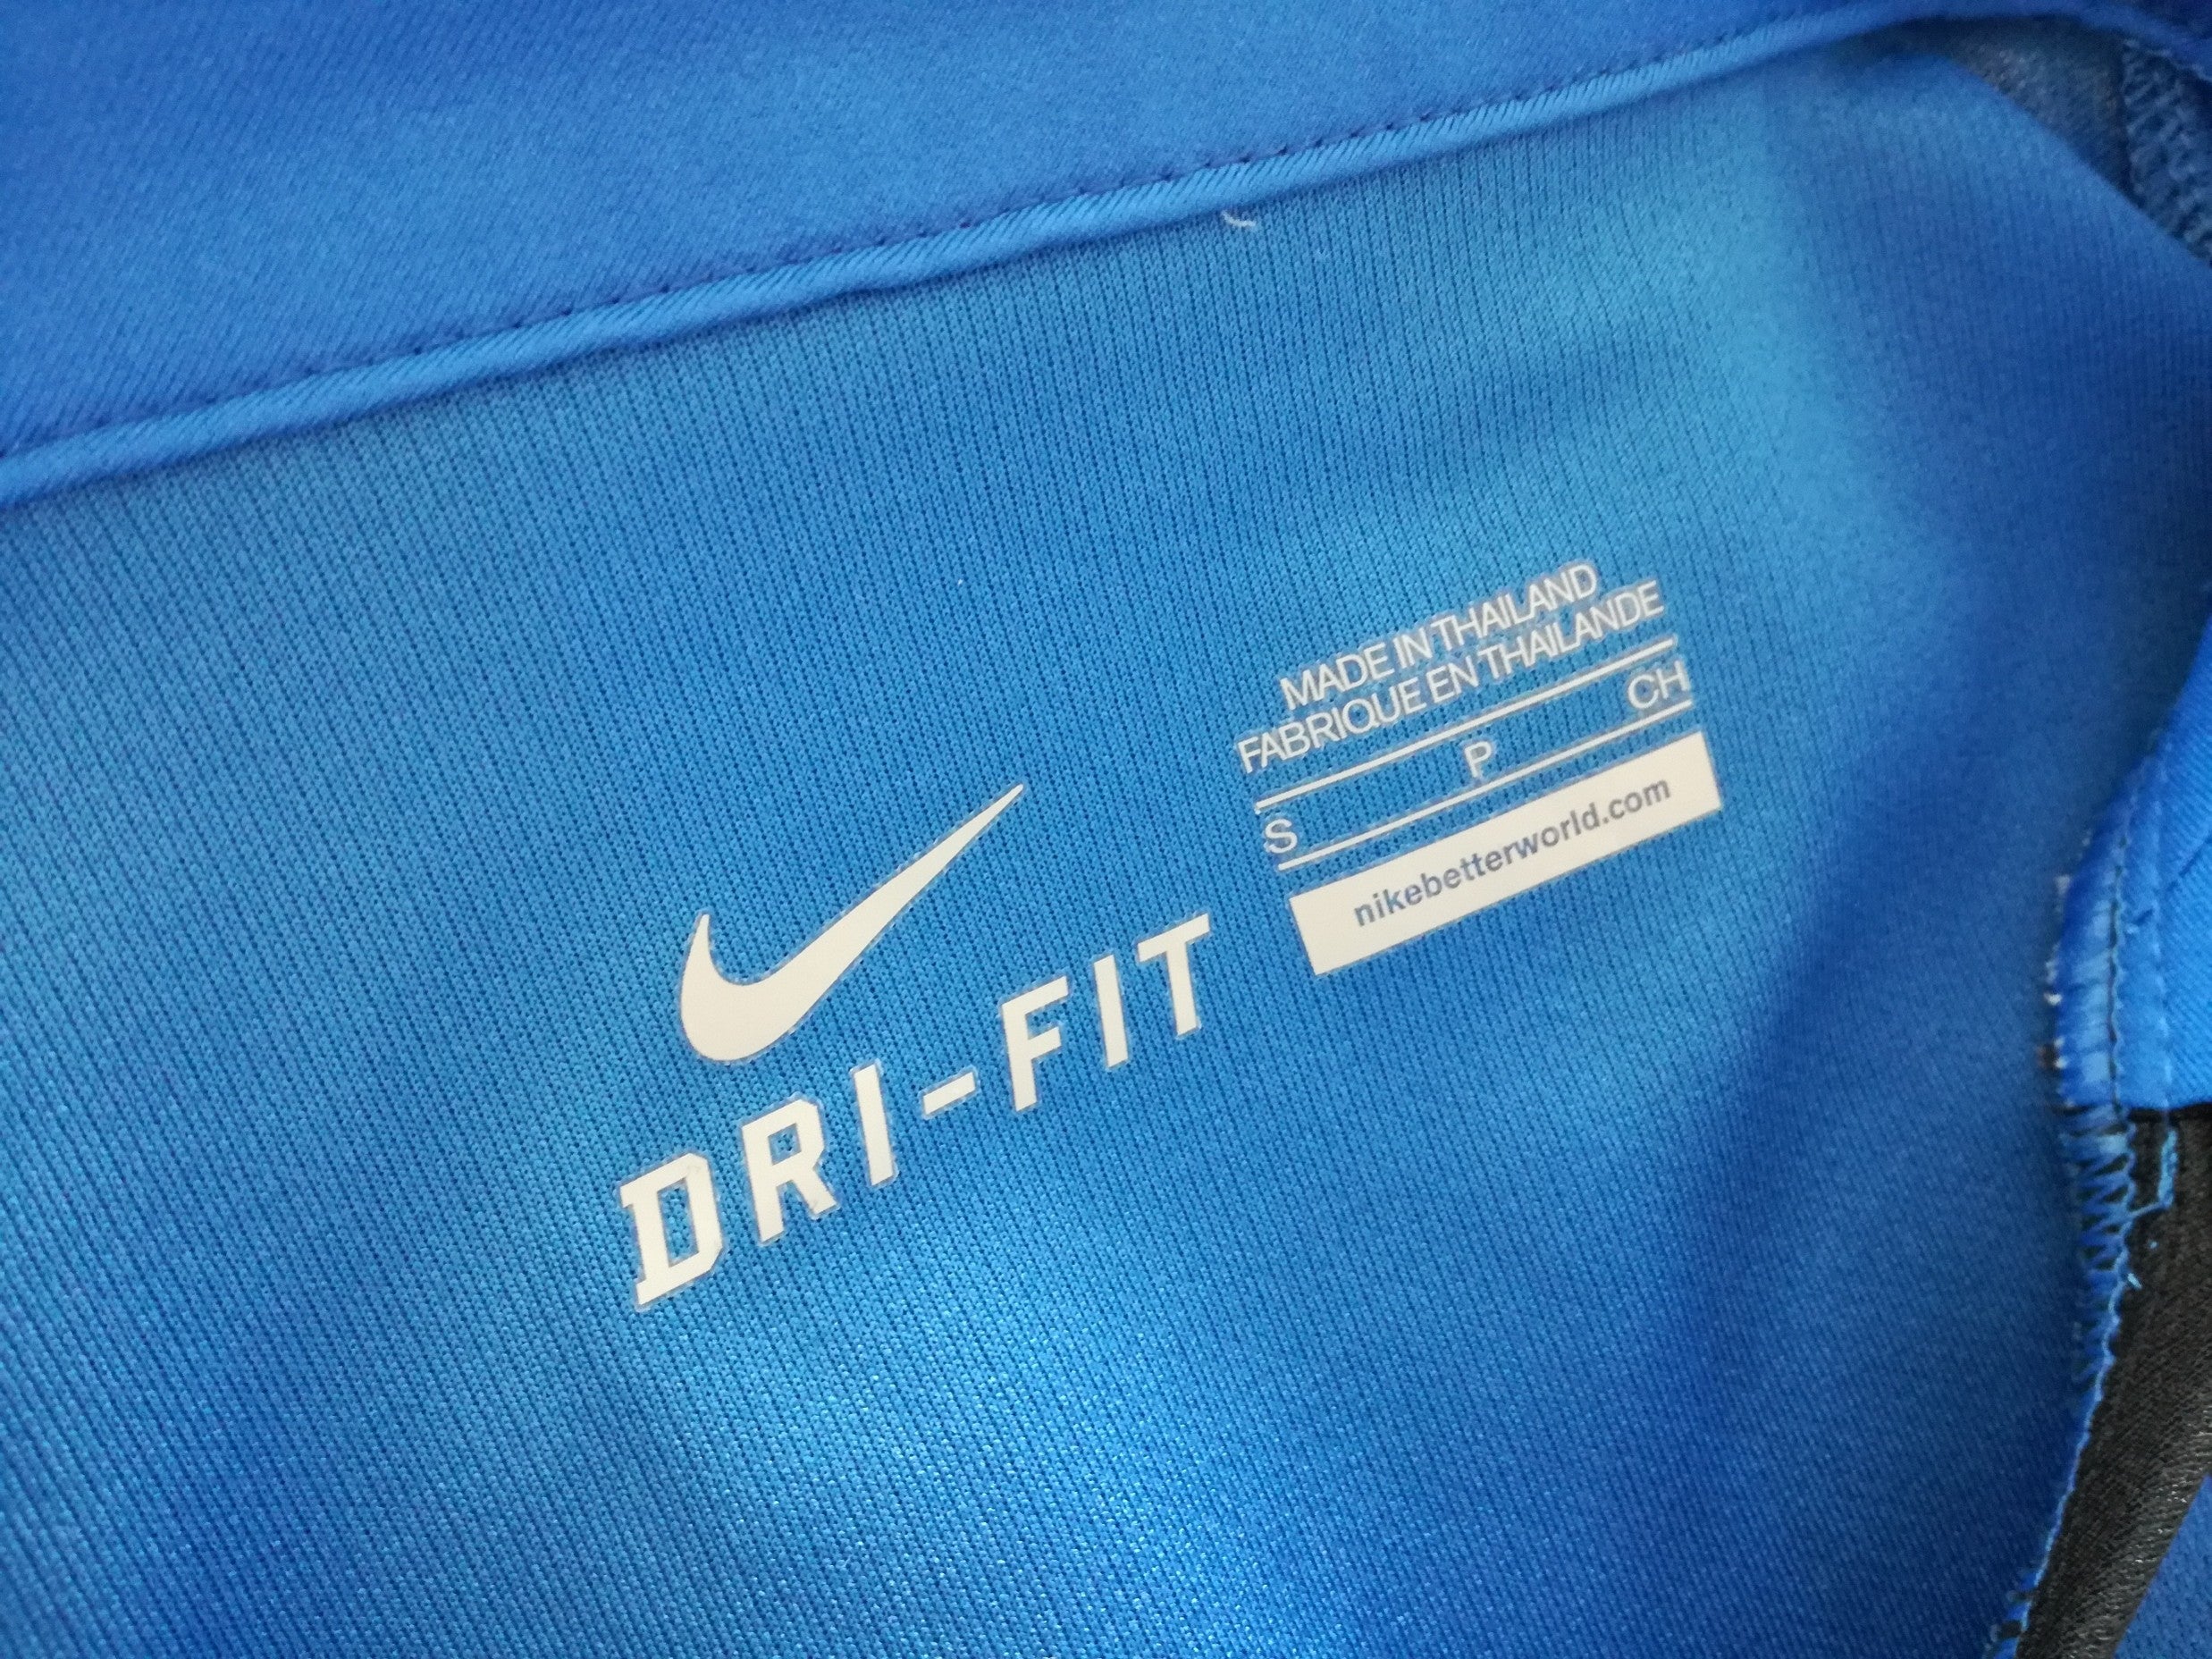 MADE IN THAILAND
FABRIQUE EN THAILANDE
S P CH
nikebetterworld.com
DRI-FIT